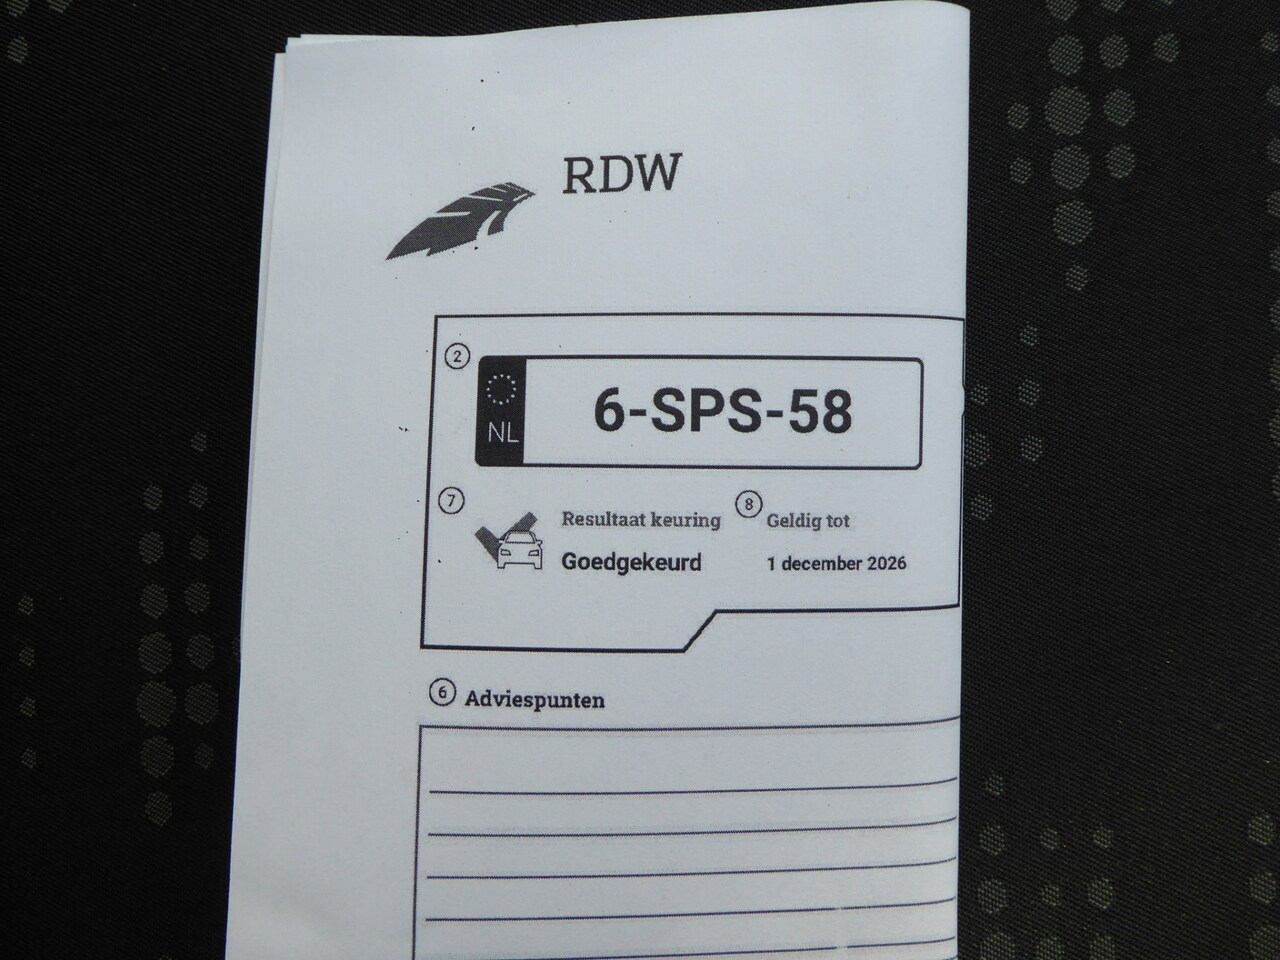 RDW
2
NL
6-SPS-58
7
Resultaat keuring
Goedgekeurd
8
Geldig tot
1 december 2026
6 Adviespunten